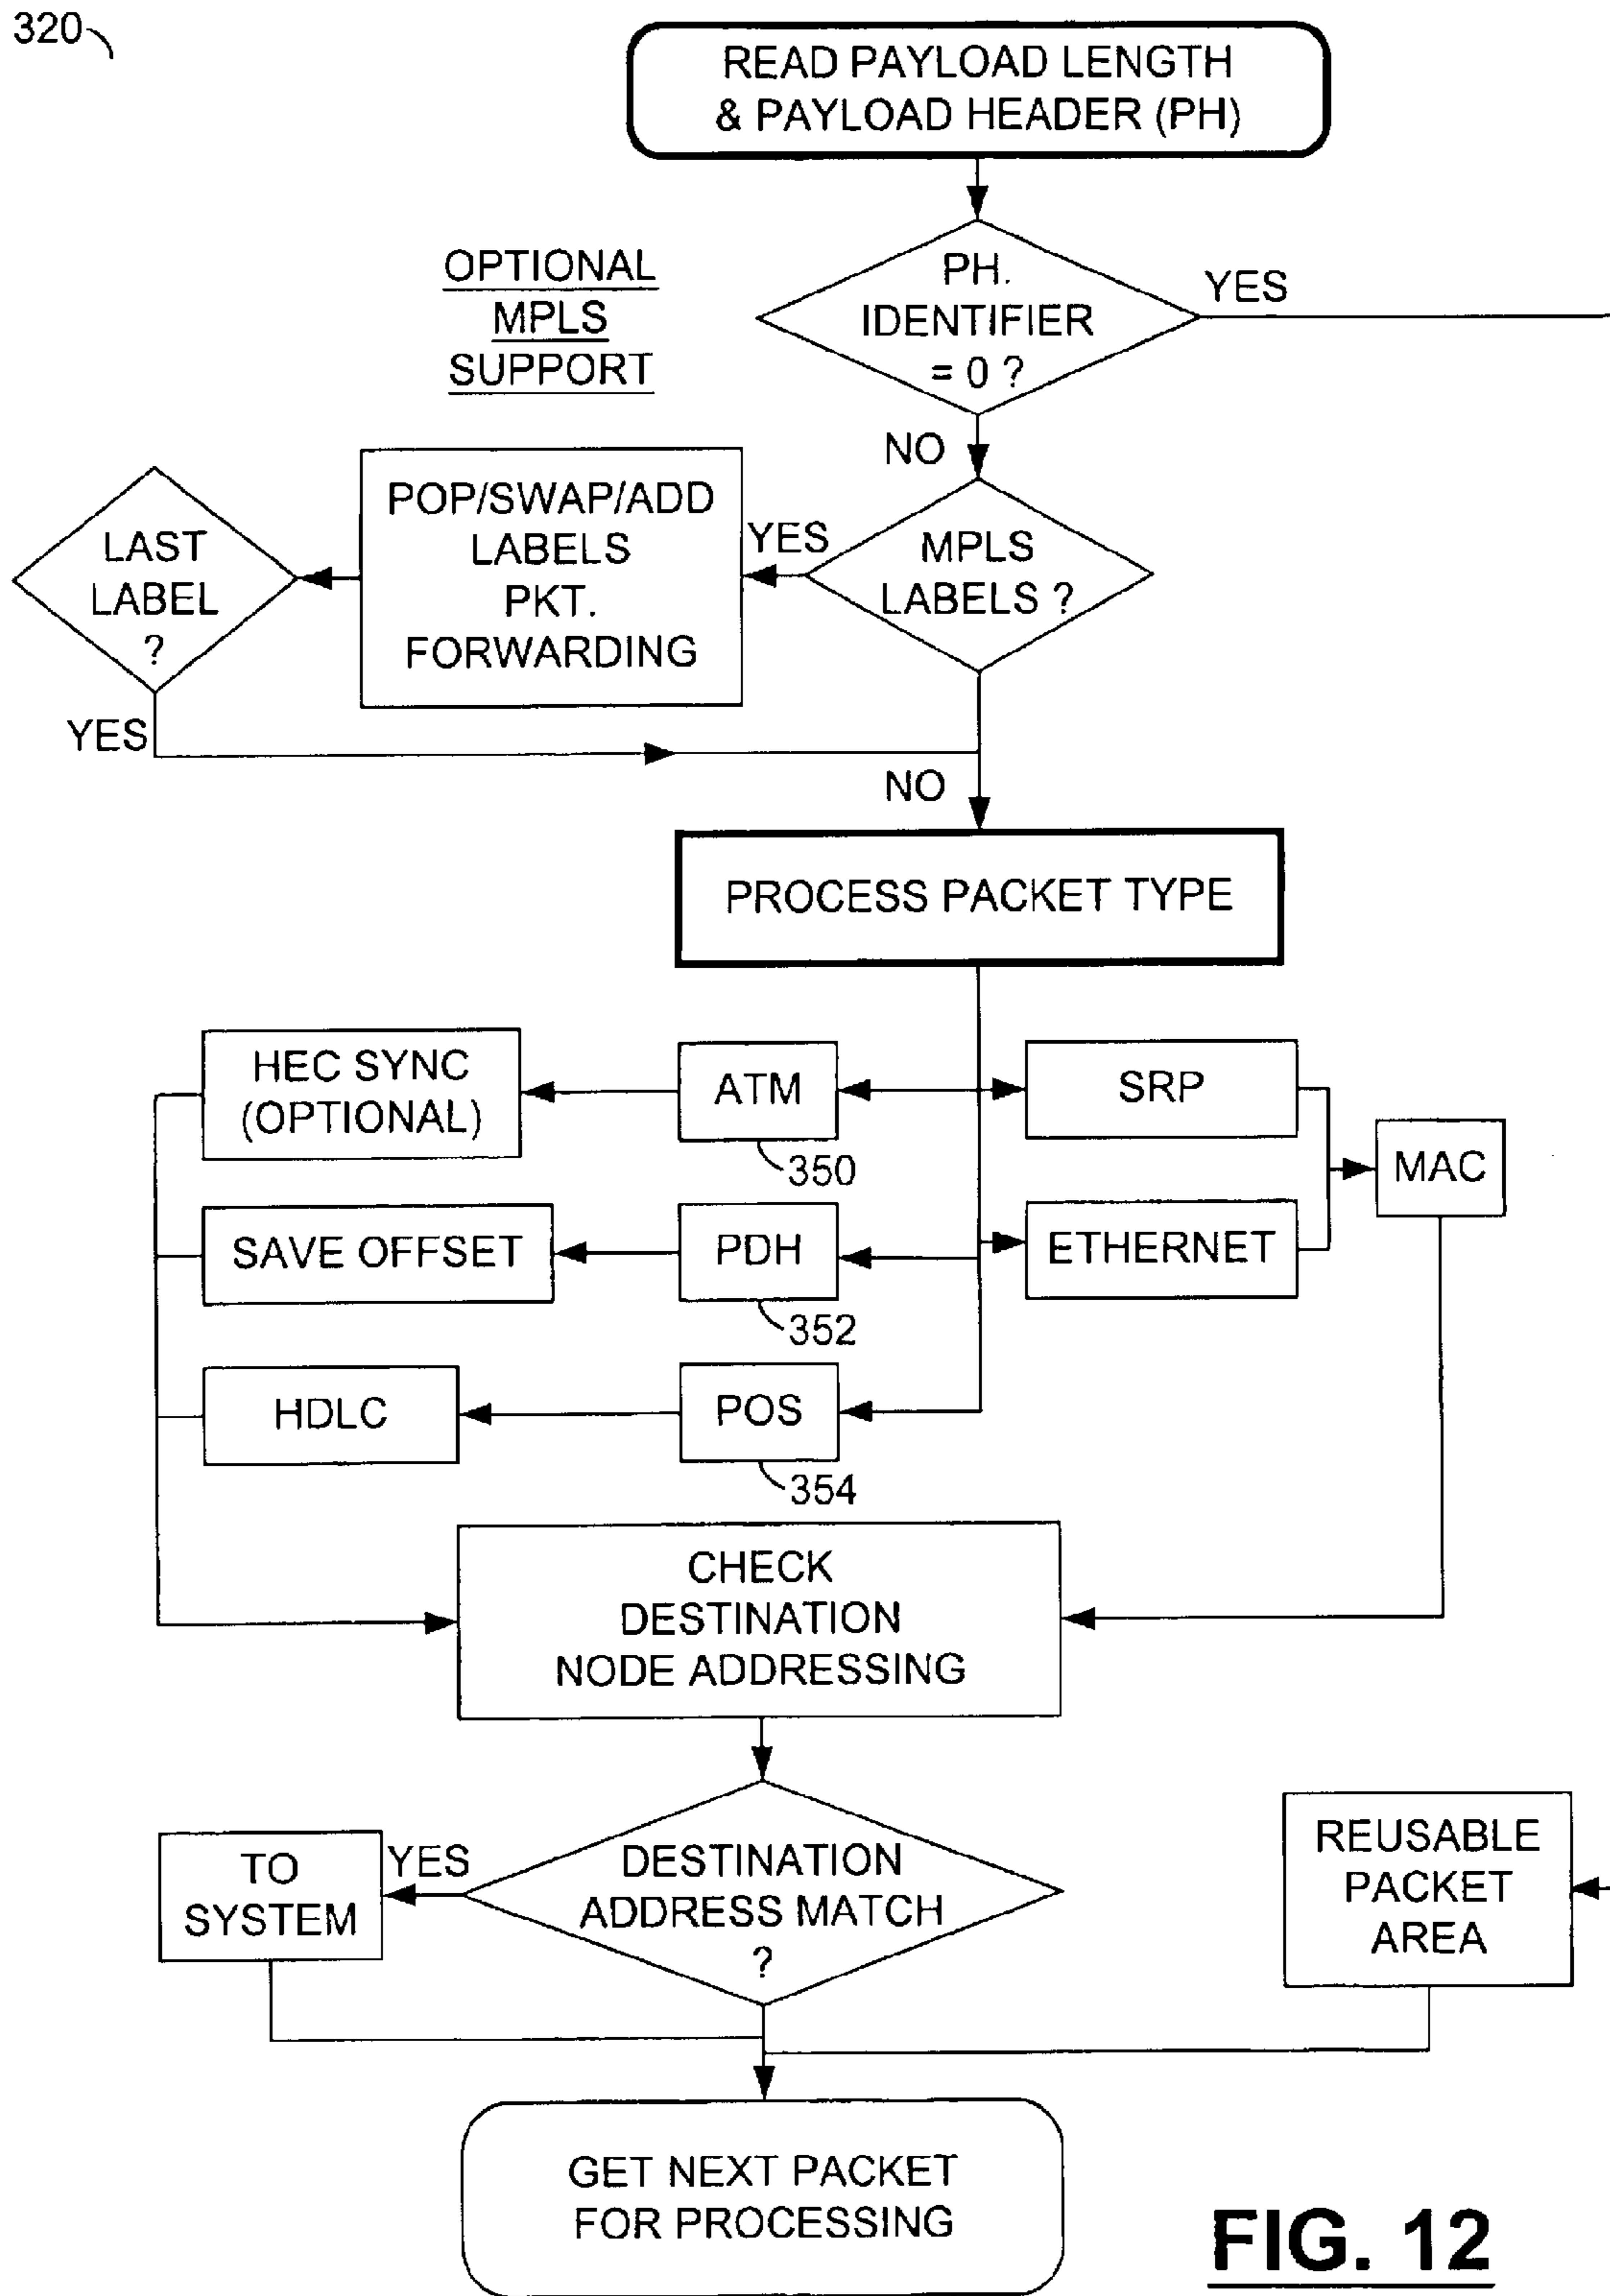 320
READ PAYLOAD LENGTH
& PAYLOAD HEADER (PH)
PH.
IDENTIFIER
= 0 ?
YES
NO
OPTIONAL
MPLS
SUPPORT
MPLS
LABELS ?
YES
POP/SWAP/ADD
LABELS
PKT.
FORWARDING
LAST
LABEL
?
YES
NO
PROCESS PACKET TYPE
HEC SYNC
(OPTIONAL)
ATM
350
SRP
MAC
SAVE OFFSET
PDH
352
ETHERNET
HDLC
POS
354
CHECK
DESTINATION
NODE ADDRESSING
TO
SYSTEM
YES
DESTINATION
ADDRESS MATCH
?
REUSABLE
PACKET
AREA
GET NEXT PACKET
FOR PROCESSING
FIG. 12